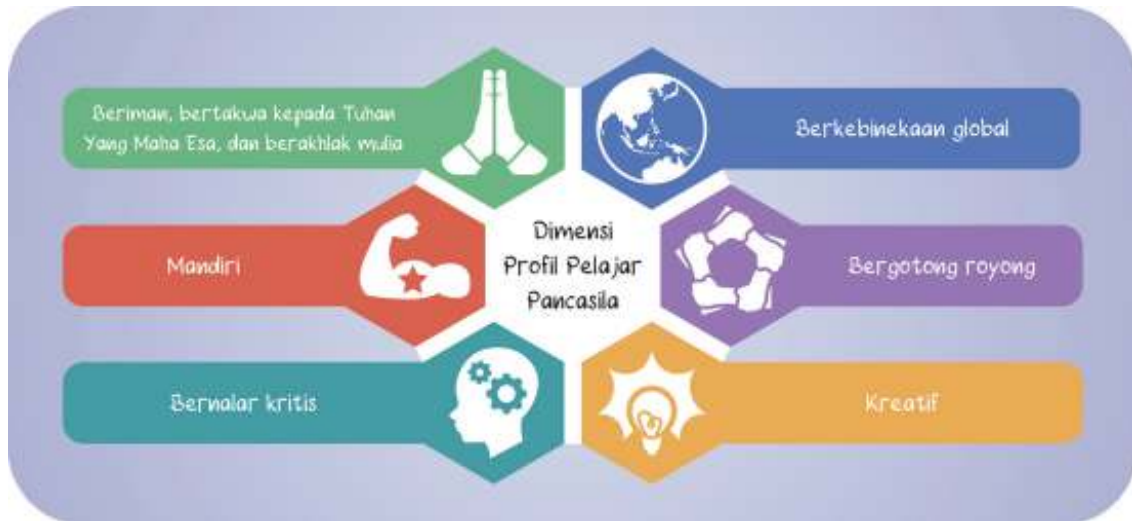 Beriman, bertakwa kepada Tuhan
Yang Maha Esa, dan berakhlak mulia
Berkebinekaan global
Mandiri
Dimensi
Profil Pelajar
Pancasila
Bergotong royong
Bernalar kritis
Kreatif